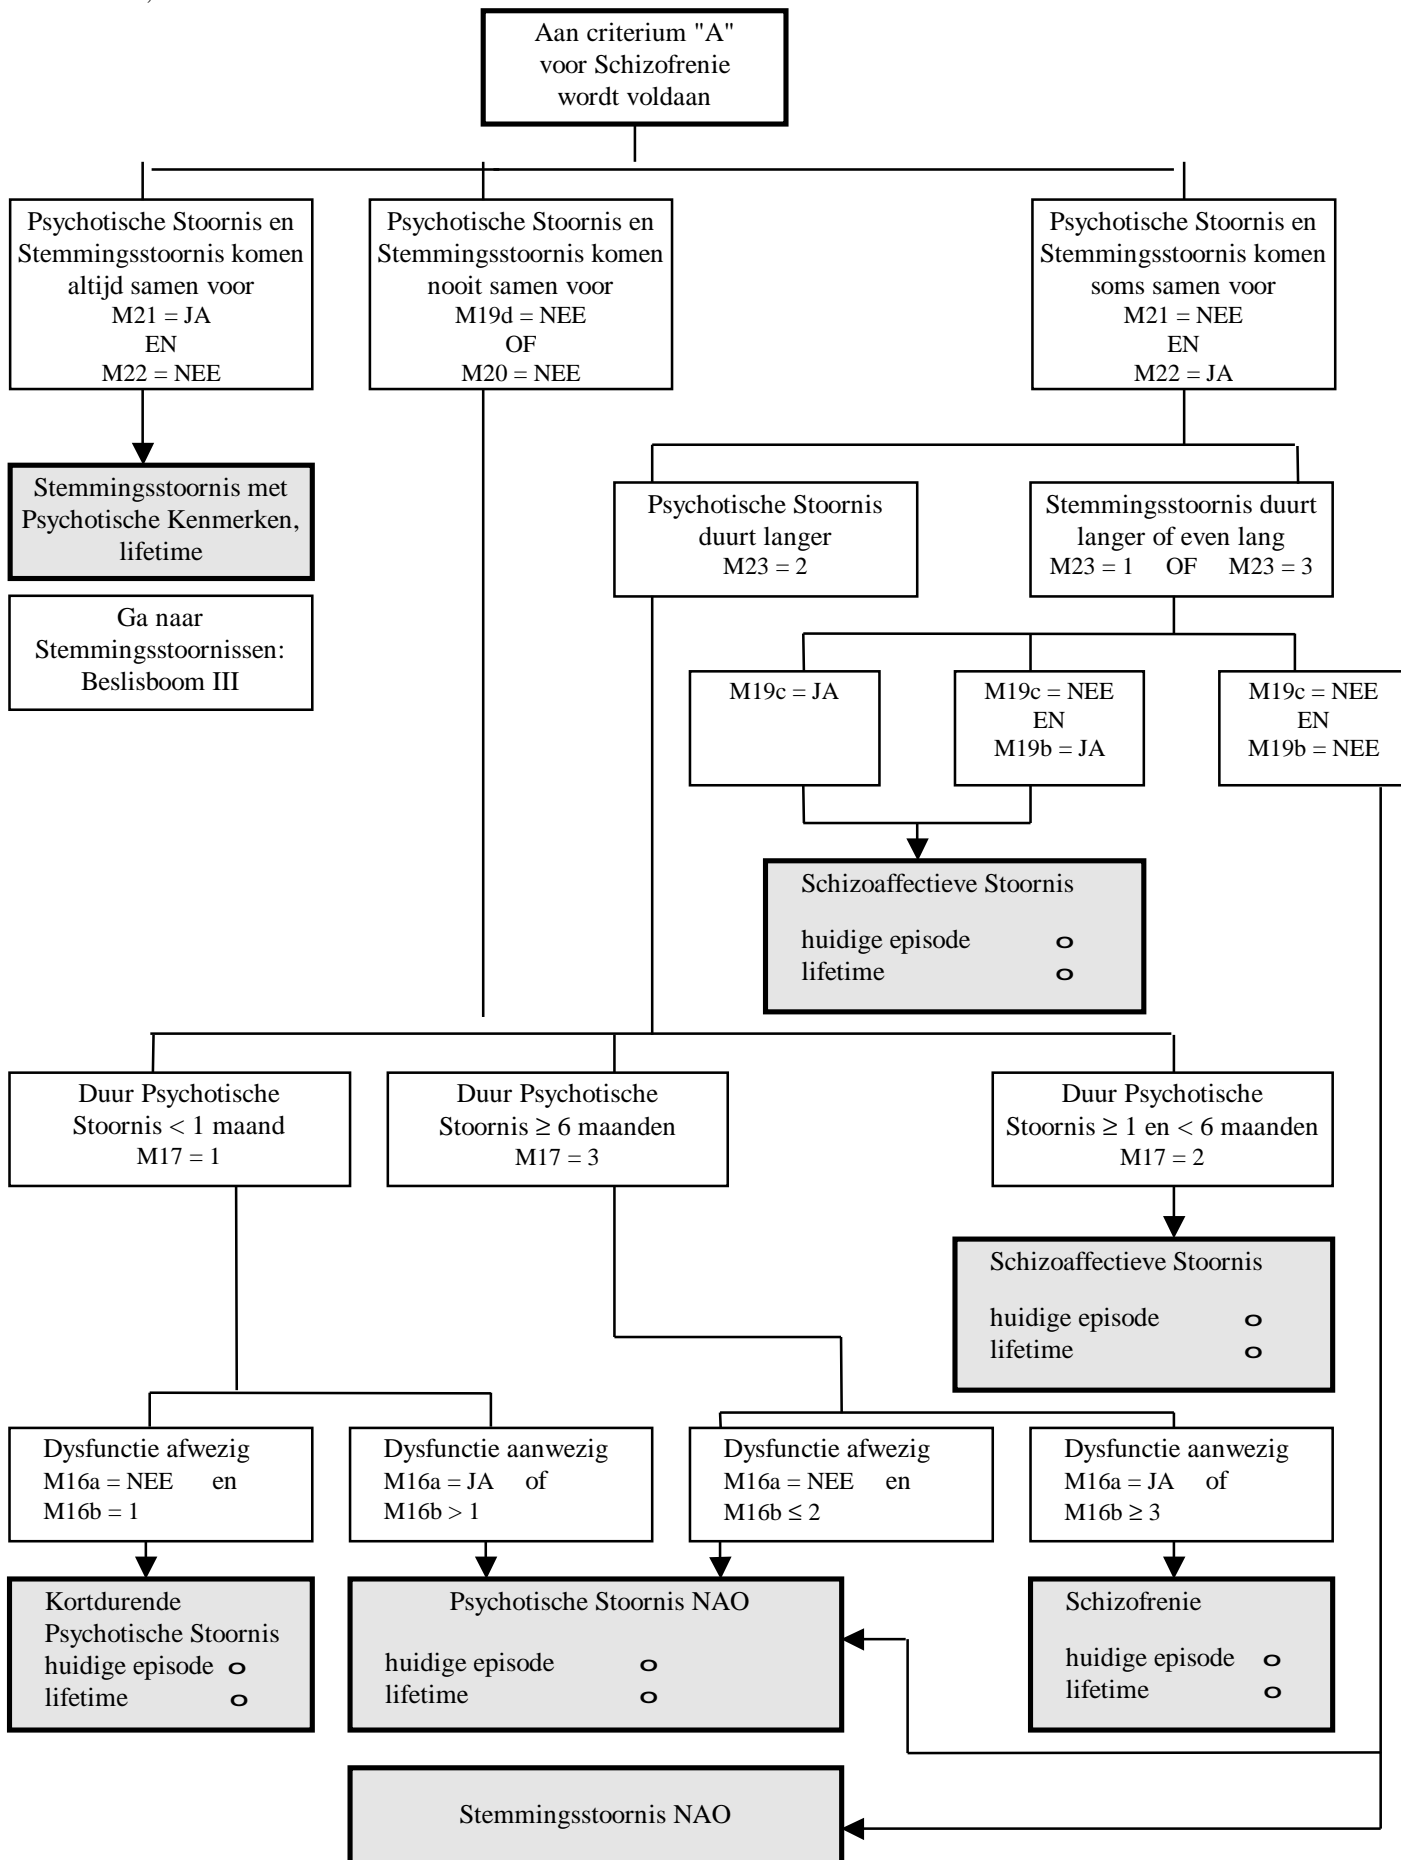 Aan criterium "A"
voor Schizofrenie
wordt voldaan
Psychotische Stoornis en
Stemmingsstoornis komen
altijd samen voor
M21 = JA
EN
M22 = NEE
Psychotische Stoornis en
Stemmingsstoornis komen
nooit samen voor
M19d = NEE
OF
M20 = NEE
Psychotische Stoornis en
Stemmingsstoornis komen
soms samen voor
M21 = NEE
EN
M22 = JA
Stemmingsstoornis met
Psychotische Kenmerken,
lifetime
Psychotische Stoornis
duurt langer
M23 = 2
Stemmingsstoornis duurt
langer of even lang
M23 = 1 OF M23 = 3
Ga naar
Stemmingsstoornissen:
Beslisboom III
M19c = JA
M19c = NEE
EN
M19b = JA
M19c = NEE
EN
M19b = NEE
Schizoaffectieve Stoornis
huidige episode o
lifetime o
Duur Psychotische
Stoornis < 1 maand
M17 = 1
Duur Psychotische
Stoornis ≥ 6 maanden
M17 = 3
Duur Psychotische
Stoornis ≥ 1 en < 6 maanden
M17 = 2
Schizoaffectieve Stoornis
huidige episode o
lifetime o
Dysfunctie afwezig
M16a = NEE en
M16b = 1
Dysfunctie aanwezig
M16a = JA of
M16b > 1
Dysfunctie afwezig
M16a = NEE en
M16b ≤ 2
Dysfunctie aanwezig
M16a = JA of
M16b ≥ 3
Kortdurende
Psychotische Stoornis
huidige episode o
lifetime o
Psychotische Stoornis NAO
huidige episode o
lifetime o
Schizofrenie
huidige episode o
lifetime o
Stemmingsstoornis NAO